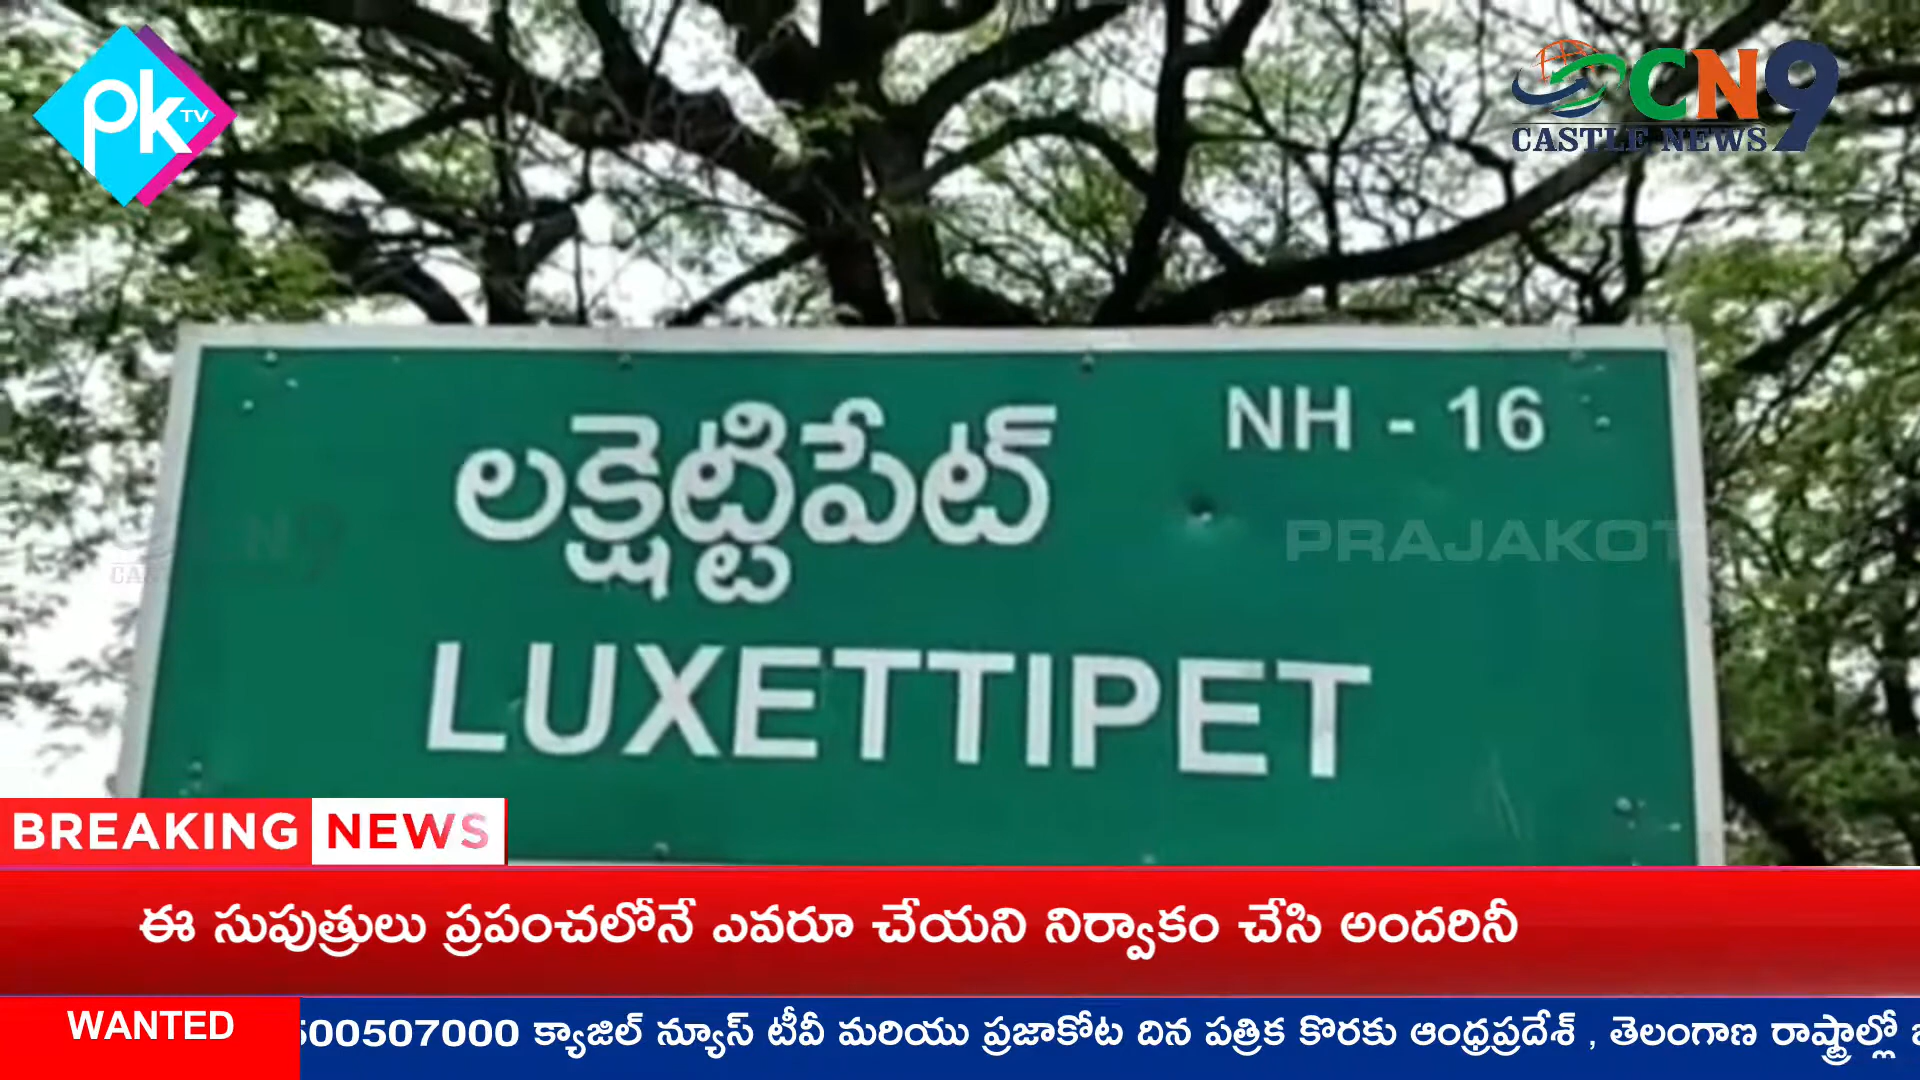 pk TV
CN9
CASTLE NEWS
NH - 16
లక్షెట్టిపేట్
PRAJAKOT
LUXETTIPET
BREAKING NEWS
ఈ సుపుత్రులు ప్రపంచలోనే ఎవరూ చేయని నిర్వాకం చేసి అందరినీ
WANTED
500507000 క్యాజిల్ న్యూస్ టీవీ మరియు ప్రజాకోట దిన పత్రిక కొరకు ఆంధ్రప్రదేశ్ , తెలంగాణ రాష్ట్రాల్లో